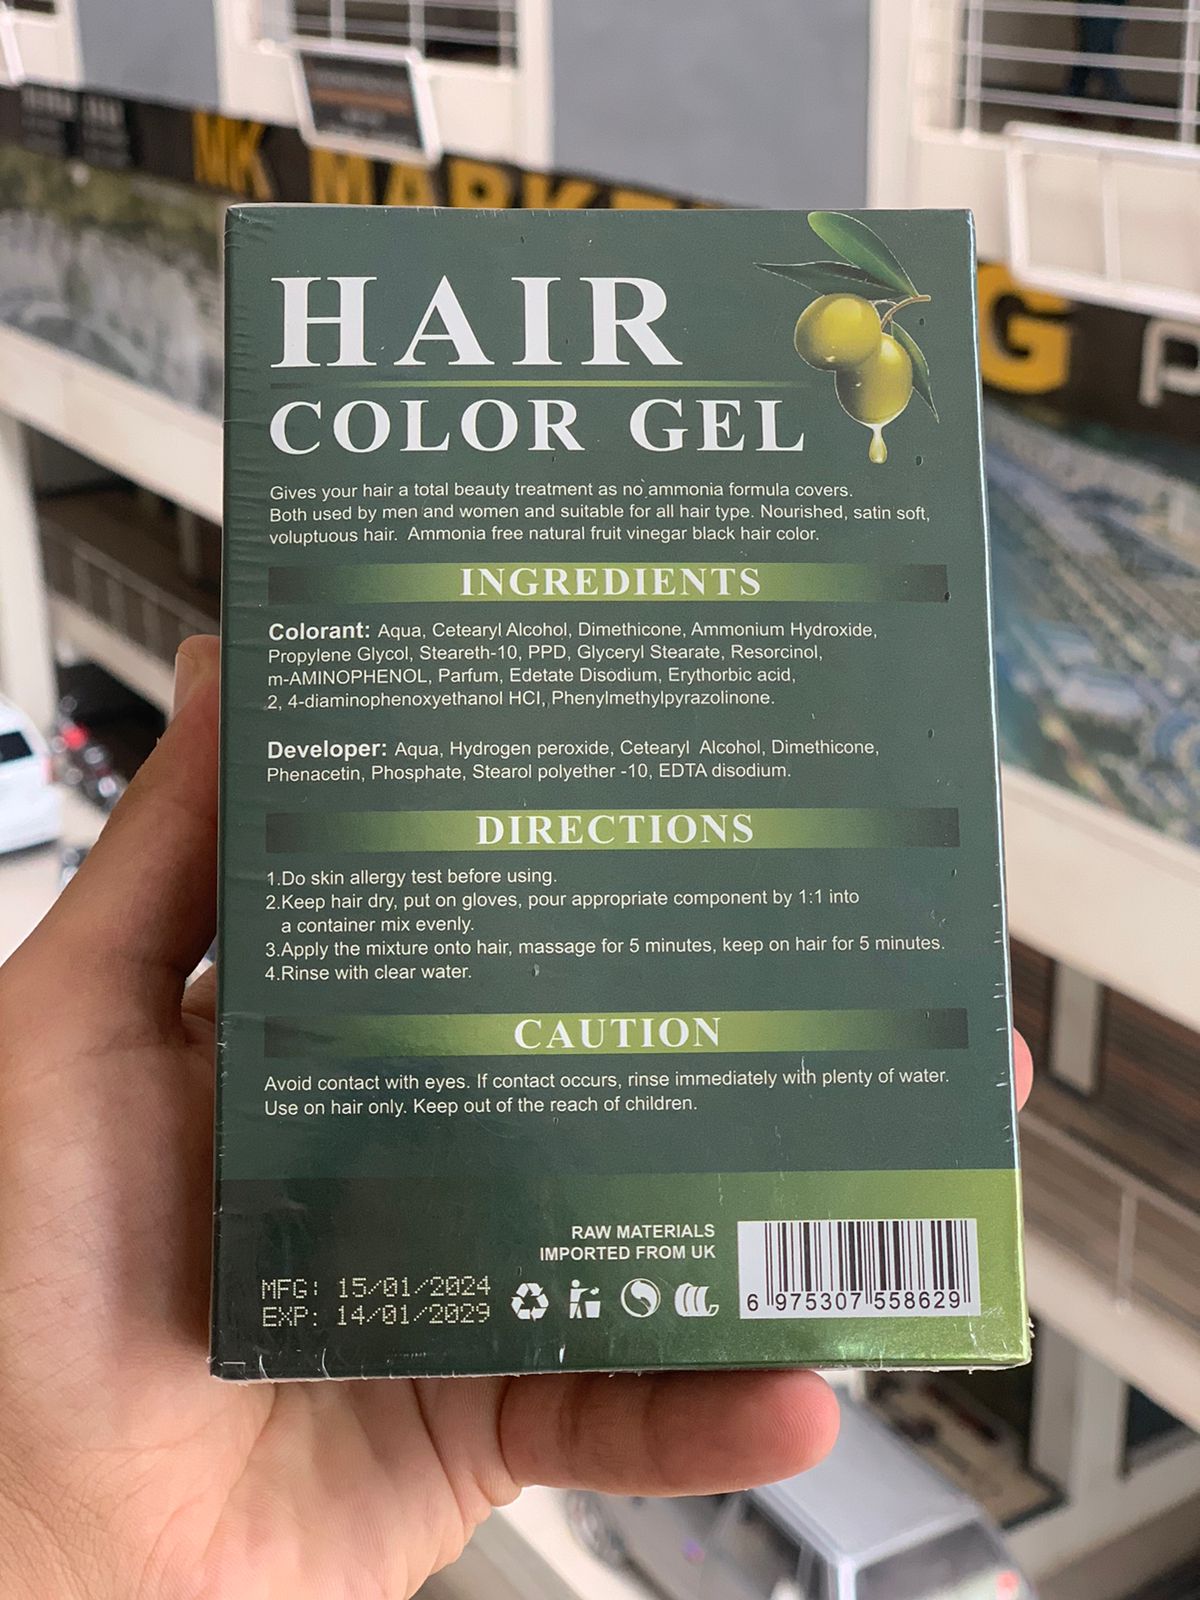 MK MARKE
G P
HAIR
COLOR GEL
Gives your hair a total beauty treatment as no ammonia formula covers.
Both used by men and women and suitable for all hair type. Nourished, satin soft,
voluptuous hair. Ammonia free natural fruit vinegar black hair color.
INGREDIENTS
Colorant: Aqua, Cetearyl Alcohol, Dimethicone, Ammonium Hydroxide,
Propylene Glycol, Steareth-10, PPD, Glyceryl Stearate, Resorcinol,
m-AMINOPHENOL, Parfum, Edetate Disodium, Erythorbic acid,
2, 4-diaminophenoxyethanol HCI, Phenylmethylpyrazolinone.
Developer: Aqua, Hydrogen peroxide, Cetearyl Alcohol, Dimethicone,
Phenacetin, Phosphate, Stearol polyether -10, EDTA disodium.
DIRECTIONS
1.Do skin allergy test before using.
2.Keep hair dry, put on gloves, pour appropriate component by 1:1 into
a container mix evenly.
3.Apply the mixture onto hair, massage for 5 minutes, keep on hair for 5 minutes.
4.Rinse with clear water.
CAUTION
Avoid contact with eyes. If contact occurs, rinse immediately with plenty of water.
Use on hair only. Keep out of the reach of children.
RAW MATERIALS
IMPORTED FROM UK
MFG: 15/01/2024
EXP: 14/01/2029
6 975307 558629